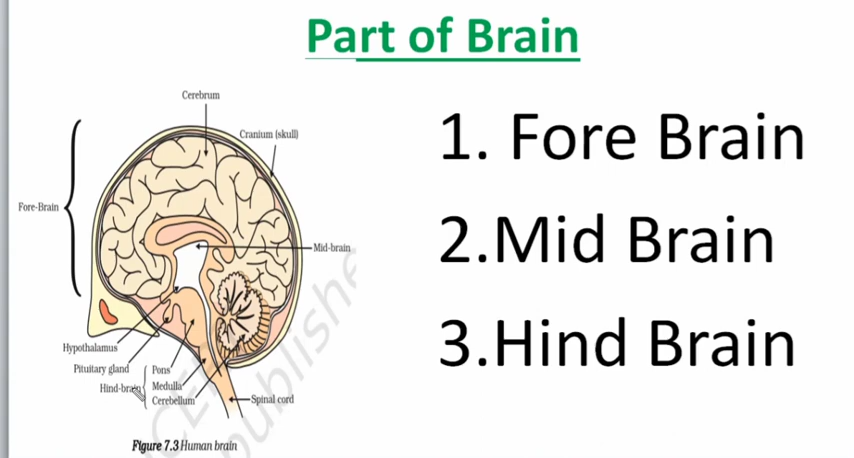 Part of Brain
Cerebrum
Cranium (skull)
Fore-Brain
Mid-brain
Hypothalamus
Pituitary gland
Hind-brain
Pons
Medulla
Cerebellum
Spinal cord
Figure 7.3 Human brain
1. Fore Brain
2.Mid Brain
3.Hind Brain